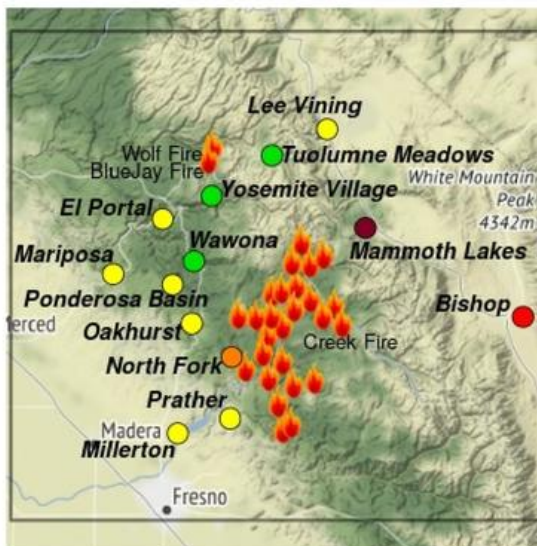 Lee Vining
Wolf Fire
BlueJay Fire
Tuolumne Meadows
Yosemite Village
White Mountain
Peak
4342m
El Portal
Wawona
Mammoth Lakes
Mariposa
Ponderosa Basin
Bishop
erced
Oakhurst
Creek Fire
North Fork
Prather
Madera
Millerton
Fresno